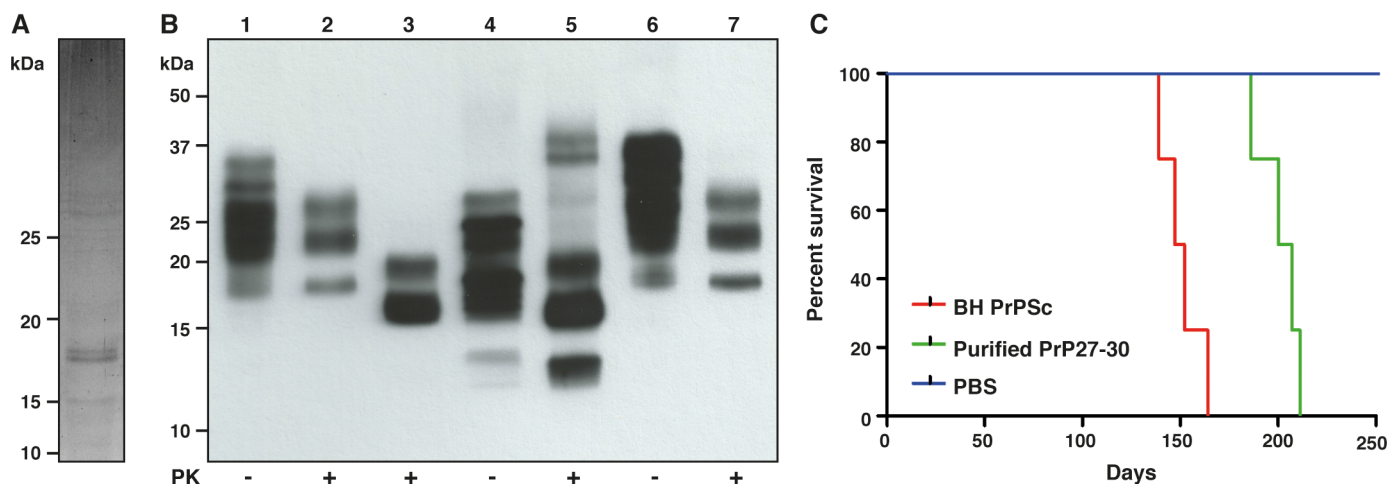 A
kDa
25
20
15
10
B
1 2 3 4 5 6 7
kDa
50
37
25
20
15
10
PK - + + - + - +
C
100
80
60
40
20
0
Percent survival
BH PrPSc
Purified PrP27-30
PBS
0 50 100 150 200 250
Days